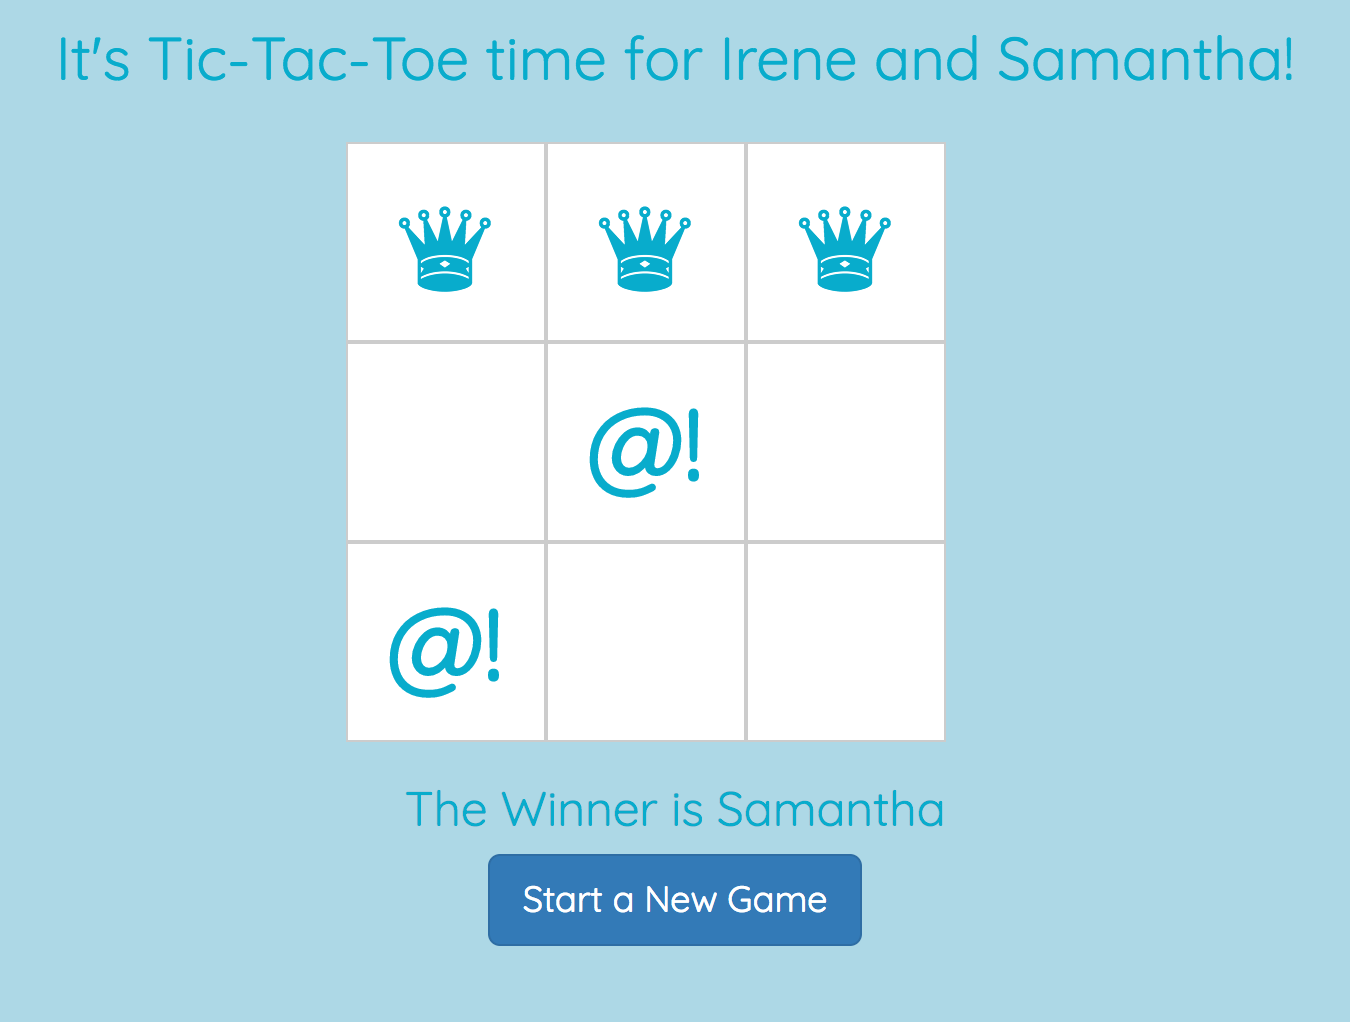 It's Tic-Tac-Toe time for Irene and Samantha!
♛ ♛ ♛
@!
@!
The Winner is Samantha
Start a New Game